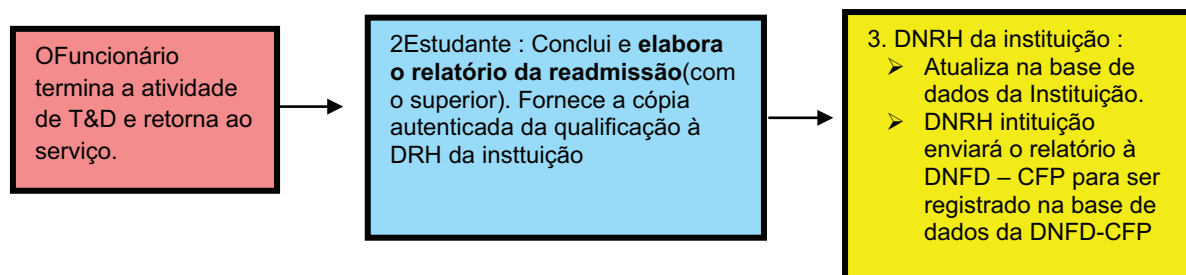 OFuncionário
termina a atividade
de T&D e retorna ao
serviço.
2Estudante : Conclui e elabora
o relatório da readmissão(com
o superior). Fornece a cópia
autenticada da qualificação à
DRH da insttuição
3. DNRH da instituição :
➢ Atualiza na base de
dados da Instituição.
➢ DNRH intituição
enviará o relatório à
DNFD – CFP para ser
registrado na base de
dados da DNFD-CFP